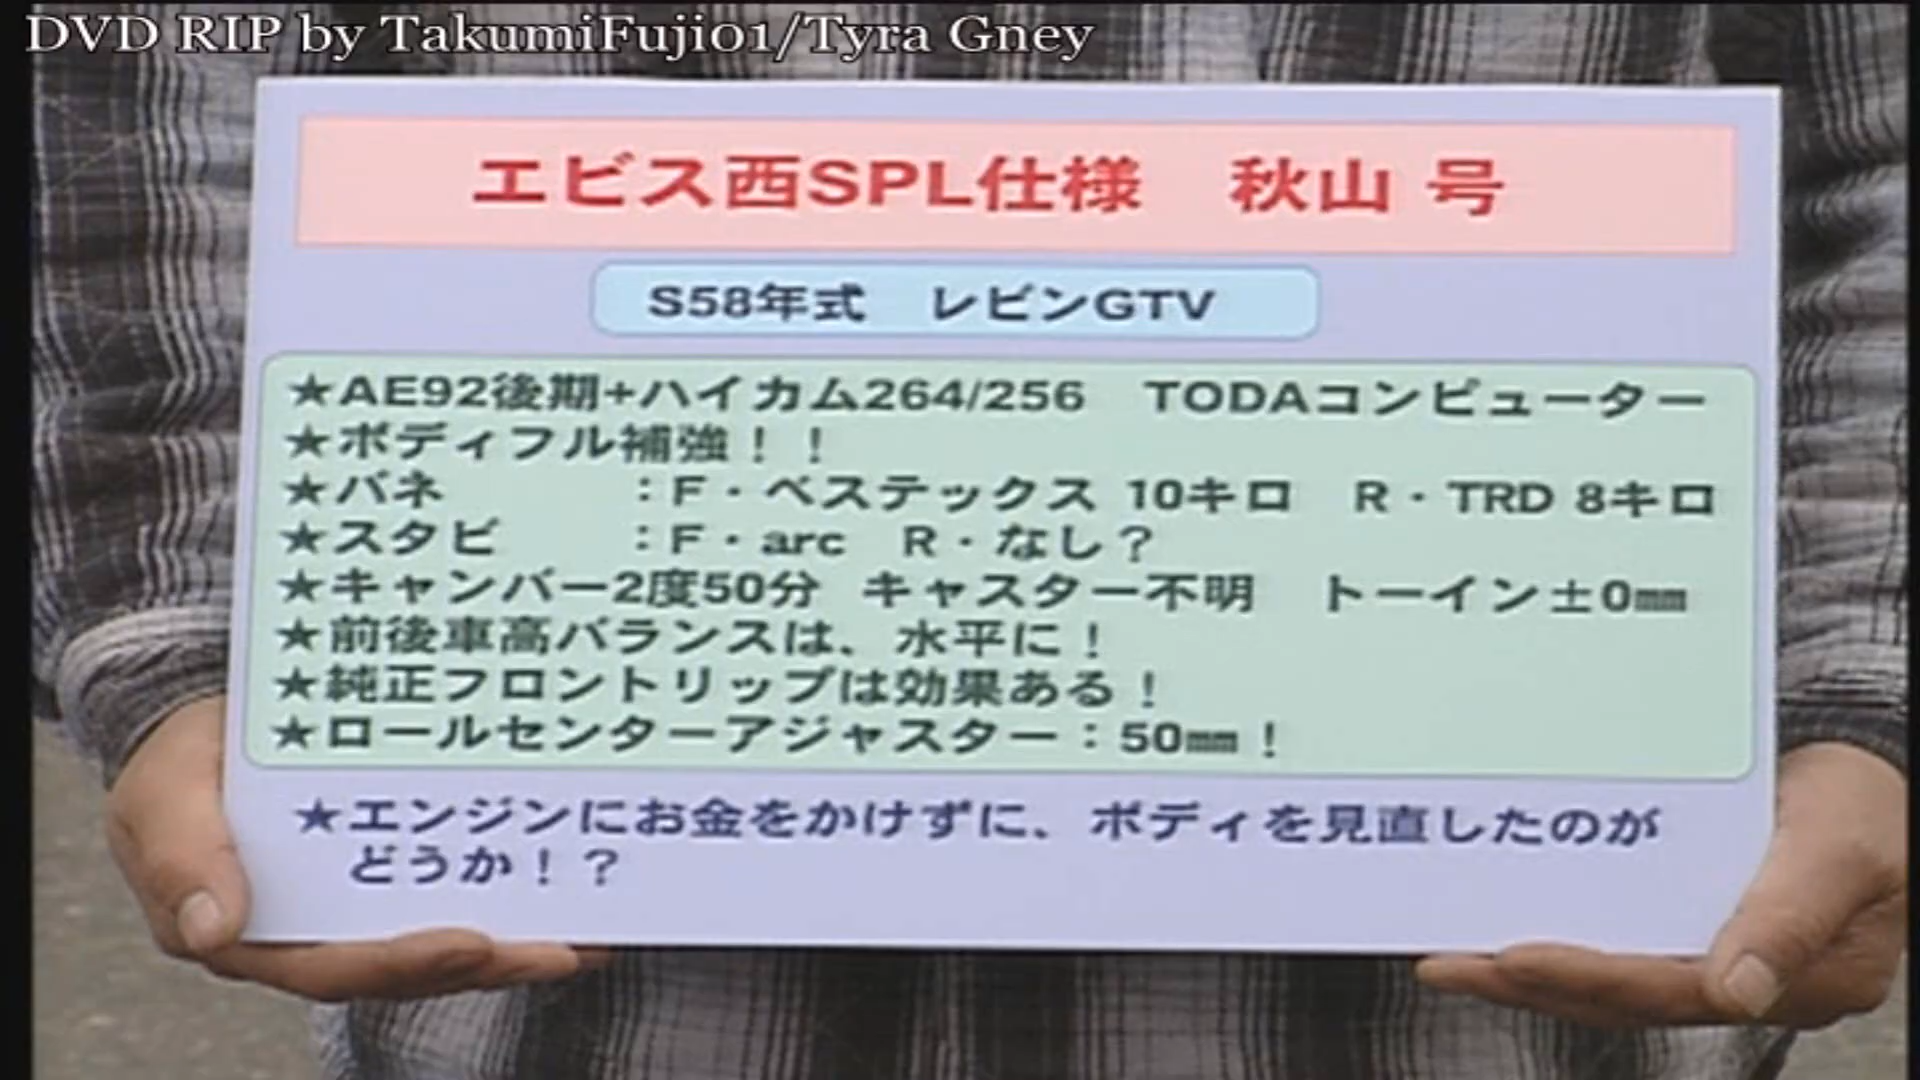 DVD RIP by TakumiFuji01/Tyra Gney
エビス西SPL仕様　秋山 号
S58年式　レビンGTV
★AE92後期+ハイカム264/256　TODAコンピューター
★ボディフル補強！！
★バネ　　　：F・ベステックス 10キロ　R・TRD 8キロ
★スタビ　　：F・arc　R・なし？
★キャンバー2度50分　キャスター不明　トーイン±0㎜
★前後車高バランスは、水平に！
★純正フロントリップは効果ある！
★ロールセンターアジャスター：50㎜！
★エンジンにお金をかけずに、ボディを見直したのが
どうか！？